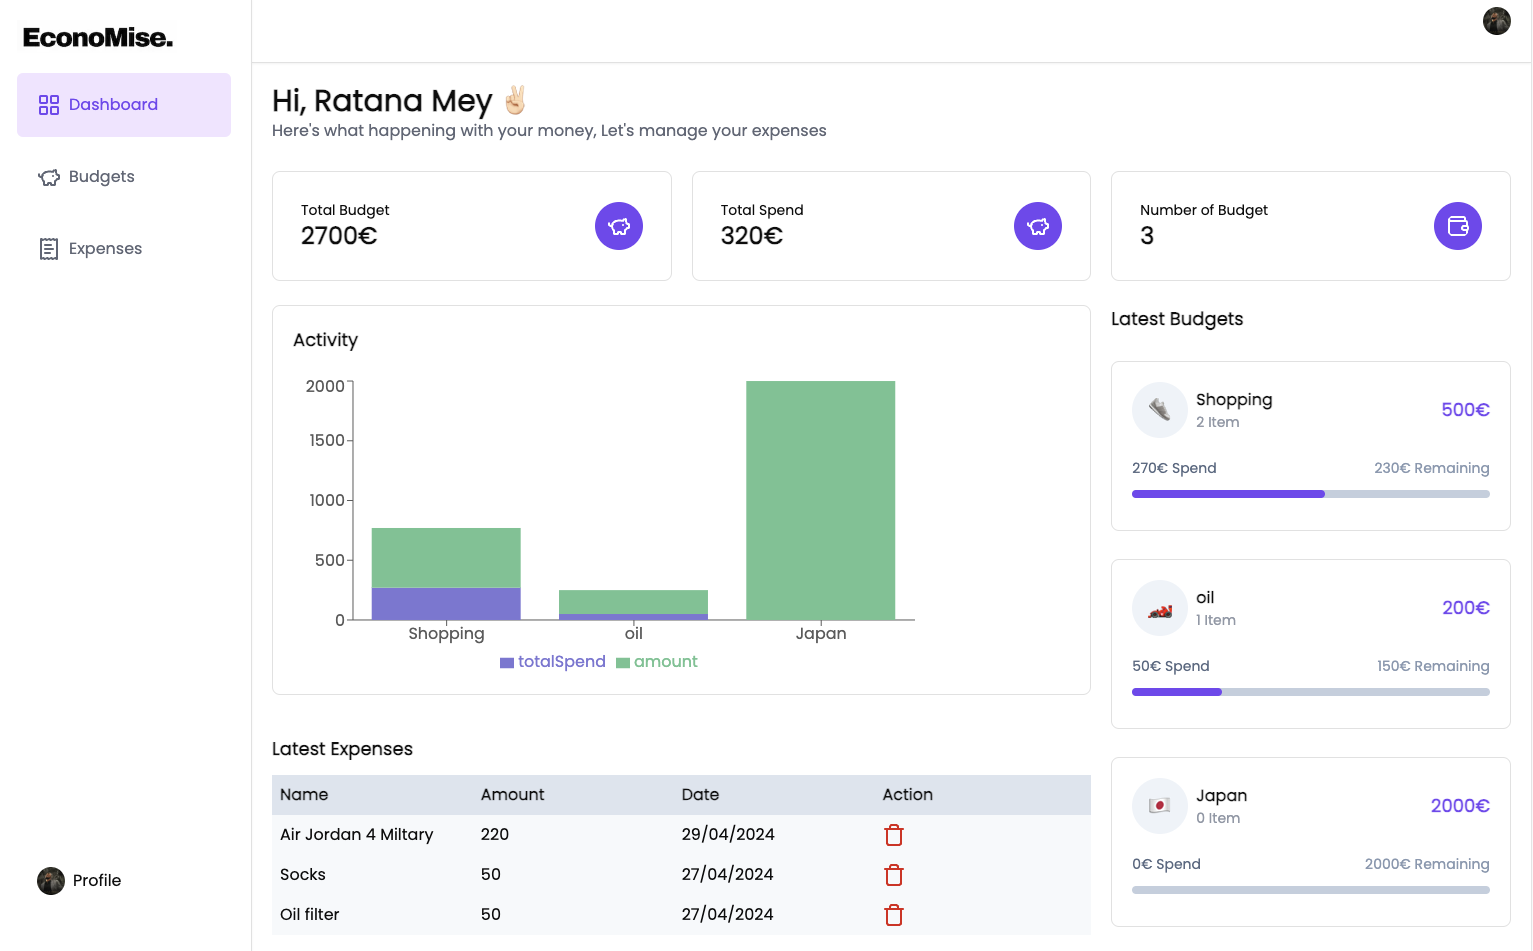 EconoMise.
Dashboard
Budgets
Expenses
Profile
Hi, Ratana Mey ✌🏻
Here's what happening with your money, Let's manage your expenses
Total Budget
2700€
Total Spend
320€
Number of Budget
3
Activity
2000
1500
1000
500
0
Shopping oil Japan
totalSpend amount
Latest Expenses
Name Amount Date Action
Air Jordan 4 Miltary 220 29/04/2024
Socks 50 27/04/2024
Oil filter 50 27/04/2024
Latest Budgets
Shopping
2 Item
500€
270€ Spend 230€ Remaining
oil
1 Item
200€
50€ Spend 150€ Remaining
Japan
0 Item
2000€
0€ Spend 2000€ Remaining